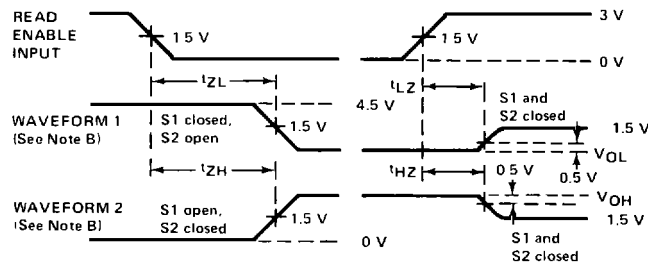 READ
ENABLE
INPUT
1.5 V
1.5 V
3 V
0 V
tZL
tLZ
4.5 V
WAVEFORM 1
(See Note B)
S1 closed,
S2 open
1.5 V
S1 and
S2 closed
1.5 V
VOL
0.5 V
tZH
tHZ
0.5 V
VOH
WAVEFORM 2
(See Note B)
S1 open,
S2 closed
1.5 V
0 V
1.5 V
S1 and
S2 closed